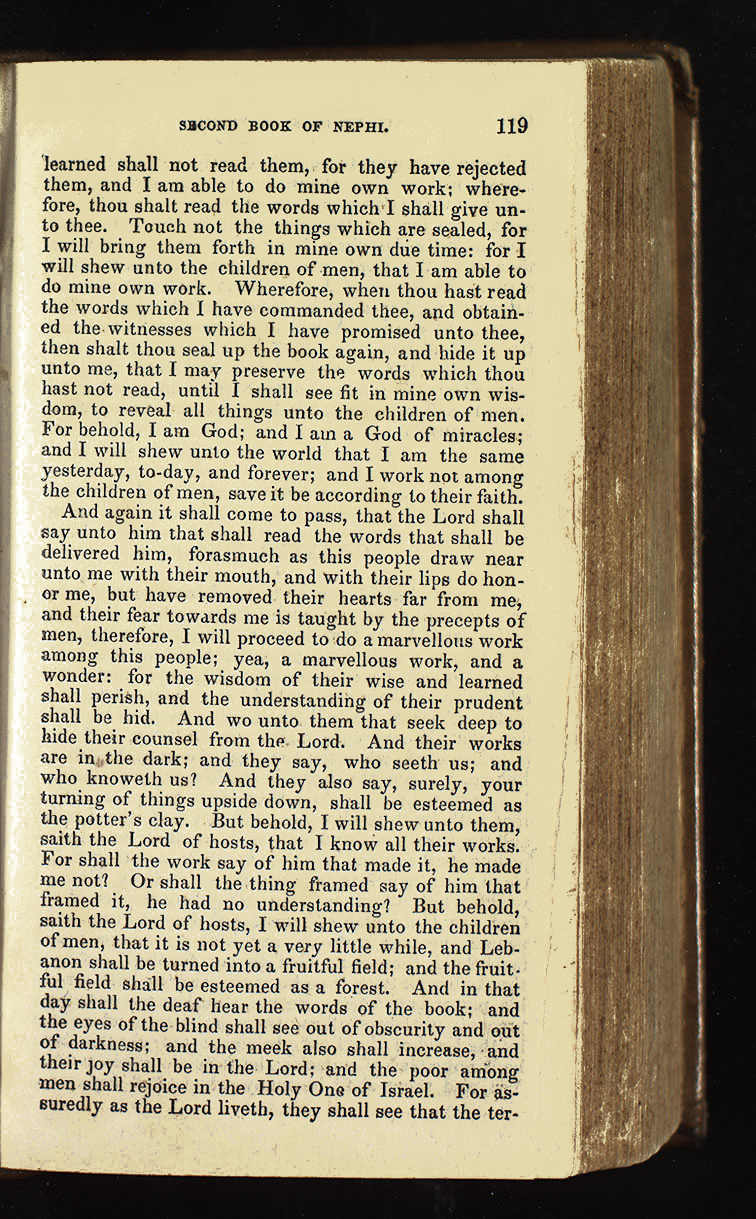 SECOND BOOK OF NEPHI. 119
learned shall not read them, for they have rejected
them, and I am able to do mine own work; where-
fore, thou shalt read the words which I shall give un-
to thee. Touch not the things which are sealed, for
I will bring them forth in mine own due time: for I
will shew unto the children of men, that I am able to
do mine own work. Wherefore, when thou hast read
the words which I have commanded thee, and obtain-
ed the witnesses which I have promised unto thee,
then shalt thou seal up the book again, and hide it up
unto me, that I may preserve the words which thou
hast not read, until I shall see fit in mine own wis-
dom, to reveal all things unto the children of men.
For behold, I am God; and I am a God of miracles;
and I will shew unto the world that I am the same
yesterday, to-day, and forever; and I work not among
the children of men, save it be according to their faith.
And again it shall come to pass, that the Lord shall
say unto him that shall read the words that shall be
delivered him, forasmuch as this people draw near
unto me with their mouth, and with their lips do hon-
or me, but have removed their hearts far from me,
and their fear towards me is taught by the precepts of
men, therefore, I will proceed to do a marvellous work
among this people; yea, a marvellous work, and a
wonder: for the wisdom of their wise and learned
shall perish, and the understanding of their prudent
shall be hid. And wo unto them that seek deep to
hide their counsel from the Lord. And their works
are in the dark; and they say, who seeth us; and
who knoweth us? And they also say, surely, your
turning of things upside down, shall be esteemed as
the potter's clay. But behold, I will shew unto them,
saith the Lord of hosts, that I know all their works.
For shall the work say of him that made it, he made
me not? Or shall the thing framed say of him that
framed it, he had no understanding? But behold,
saith the Lord of hosts, I will shew unto the children
of men, that it is not yet a very little while, and Leb-
anon shall be turned into a fruitful field; and the fruit-
ful field shall be esteemed as a forest. And in that
day shall the deaf hear the words of the book; and
the eyes of the blind shall see out of obscurity and out
of darkness; and the meek also shall increase, and
their joy shall be in the Lord; and the poor among
men shall rejoice in the Holy One of Israel. For as-
suredly as the Lord liveth, they shall see that the ter-